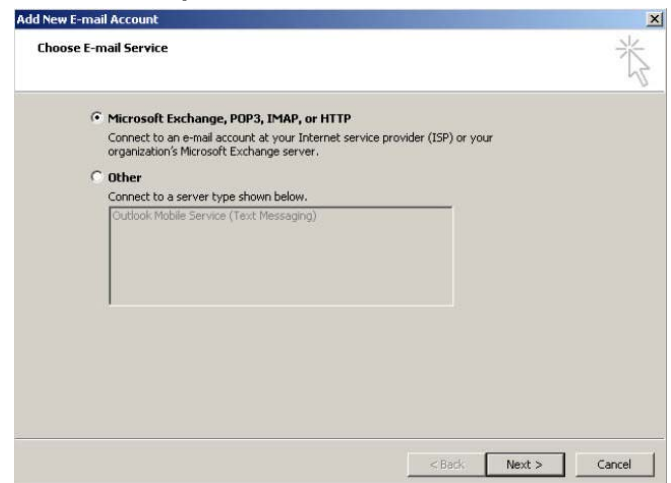 Add New E-mail Account
Choose E-mail Service
Microsoft Exchange, POP3, IMAP, or HTTP
Connect to an e-mail account at your Internet service provider (ISP) or your
organization's Microsoft Exchange server.
Other
Connect to a server type shown below.
Outlook Mobile Service (Text Messaging)
< Back Next > Cancel